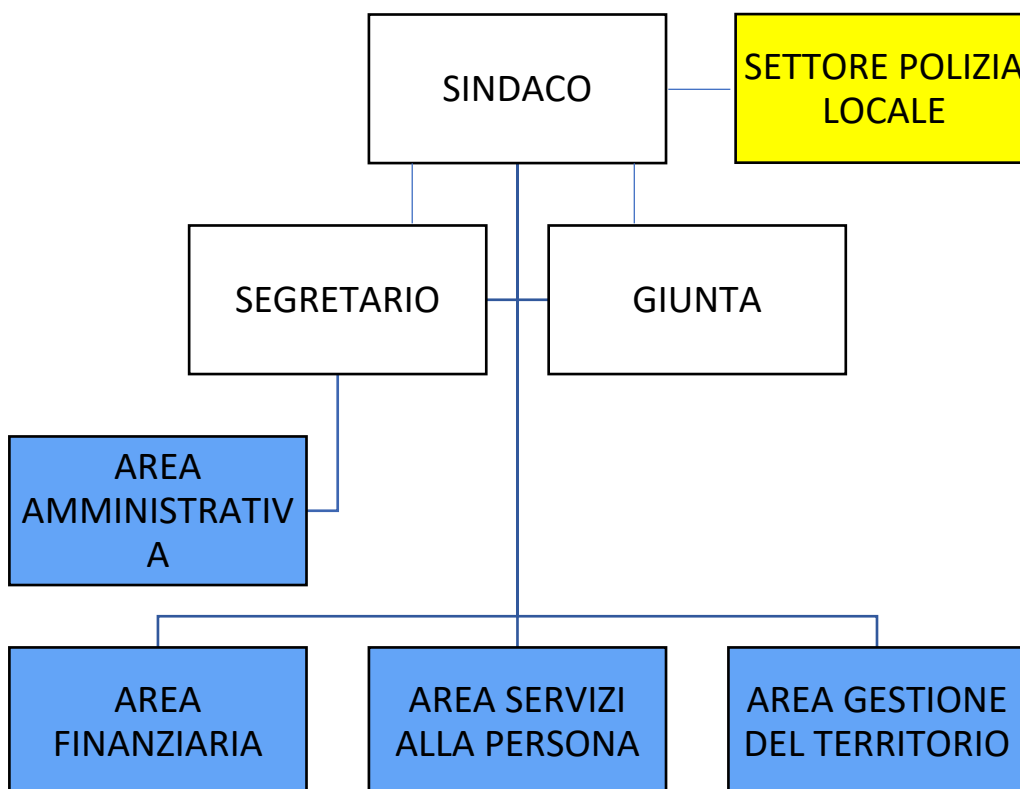 SINDACO
SETTORE POLIZIA
LOCALE
SEGRETARIO
GIUNTA
AREA
AMMINISTRATIV
A
AREA
FINANZIARIA
AREA SERVIZI
ALLA PERSONA
AREA GESTIONE
DEL TERRITORIO